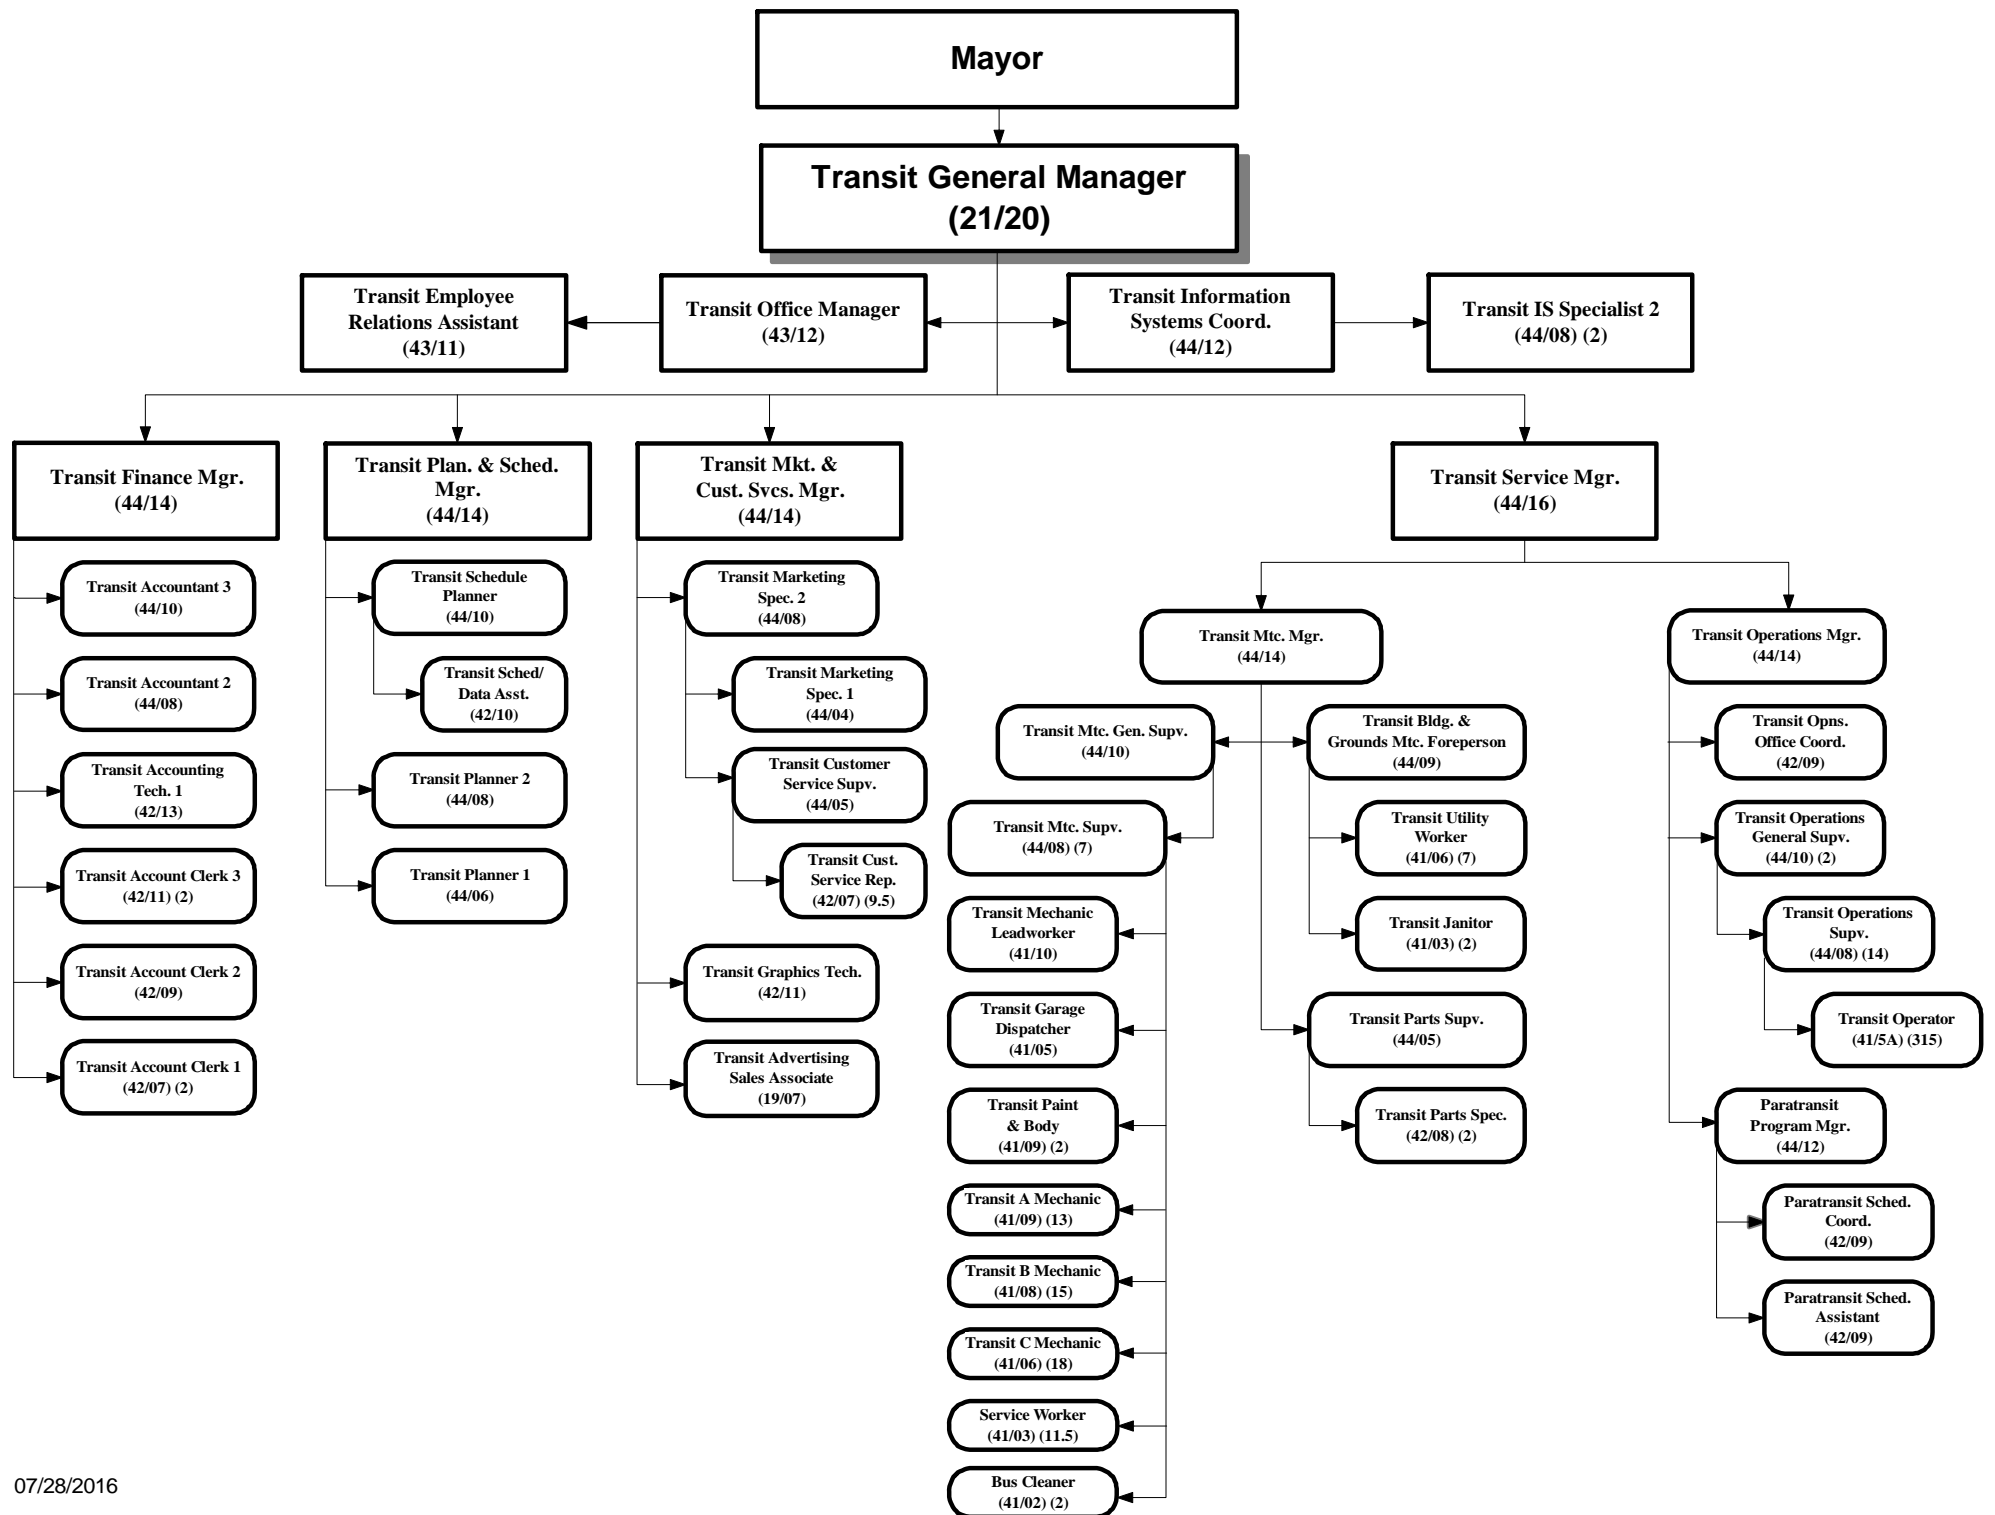 Mayor
Transit General Manager
(21/20)
Transit Employee
Relations Assistant
(43/11)
Transit Office Manager
(43/12)
Transit Information
Systems Coord.
(44/12)
Transit IS Specialist 2
(44/08) (2)
Transit Finance Mgr.
(44/14)
Transit Plan. & Sched.
Mgr.
(44/14)
Transit Mkt. &
Cust. Svcs. Mgr.
(44/14)
Transit Service Mgr.
(44/16)
Transit Accountant 3
(44/10)
Transit Accountant 2
(44/08)
Transit Accounting
Tech. 1
(42/13)
Transit Account Clerk 3
(42/11) (2)
Transit Account Clerk 2
(42/09)
Transit Account Clerk 1
(42/07) (2)
Transit Schedule
Planner
(44/10)
Transit Sched/
Data Asst.
(42/10)
Transit Planner 2
(44/08)
Transit Planner 1
(44/06)
Transit Marketing
Spec. 2
(44/08)
Transit Marketing
Spec. 1
(44/04)
Transit Customer
Service Supv.
(44/05)
Transit Cust.
Service Rep.
(42/07) (9.5)
Transit Graphics Tech.
(42/11)
Transit Advertising
Sales Associate
(19/07)
Transit Mtc. Mgr.
(44/14)
Transit Mtc. Gen. Supv.
(44/10)
Transit Mtc. Supv.
(44/08) (7)
Transit Mechanic
Leadworker
(41/10)
Transit Garage
Dispatcher
(41/05)
Transit Paint
& Body
(41/09) (2)
Transit A Mechanic
(41/09) (13)
Transit B Mechanic
(41/08) (15)
Transit C Mechanic
(41/06) (18)
Service Worker
(41/03) (11.5)
Bus Cleaner
(41/02) (2)
Transit Bldg. &
Grounds Mtc. Foreperson
(44/09)
Transit Utility
Worker
(41/06) (7)
Transit Janitor
(41/03) (2)
Transit Parts Supv.
(44/05)
Transit Parts Spec.
(42/08) (2)
Transit Operations Mgr.
(44/14)
Transit Opns.
Office Coord.
(42/09)
Transit Operations
General Supv.
(44/10) (2)
Transit Operations
Supv.
(44/08) (14)
Transit Operator
(41/5A) (315)
Paratransit
Program Mgr.
(44/12)
Paratransit Sched.
Coord.
(42/09)
Paratransit Sched.
Assistant
(42/09)
07/28/2016